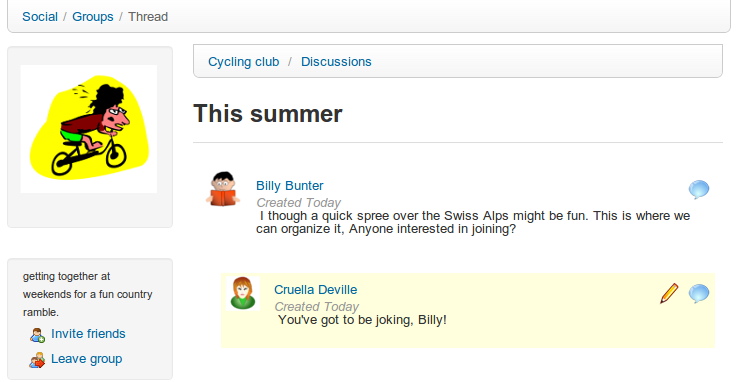 Social / Groups / Thread
Cycling club / Discussions
This summer
Billy Bunter
Created Today
I though a quick spree over the Swiss Alps might be fun. This is where we
can organize it, Anyone interested in joining?
Cruella Deville
Created Today
You've got to be joking, Billy!
getting together at
weekends for a fun country
ramble.
Invite friends
Leave group